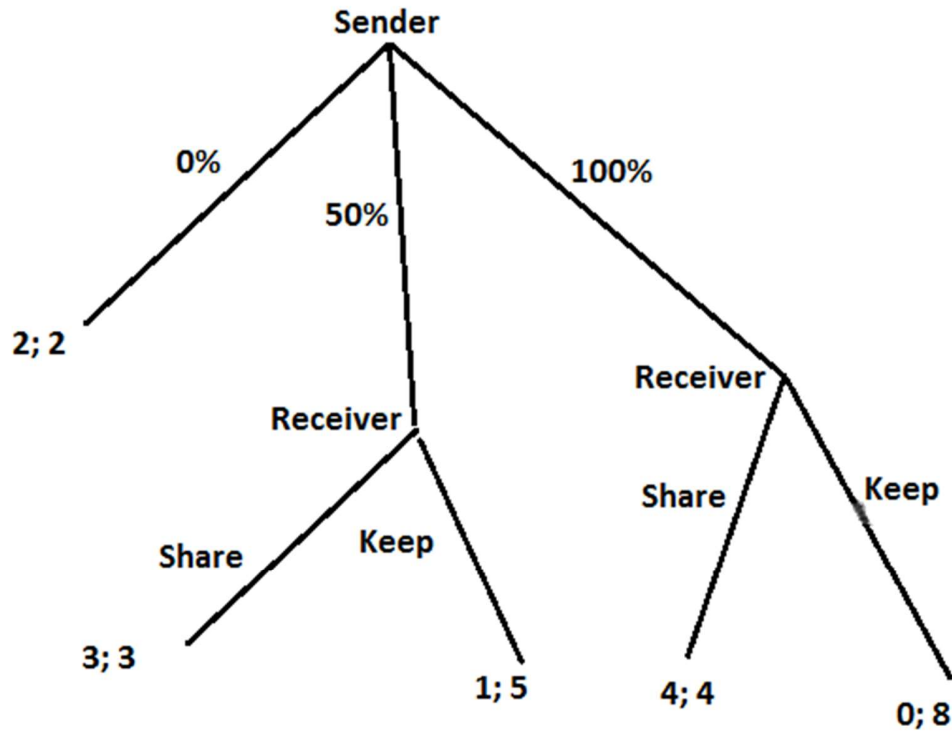 Sender
0%
100%
50%
2; 2
Receiver
Receiver
Share
Keep
Share
Keep
3; 3
1; 5
4; 4
0; 8